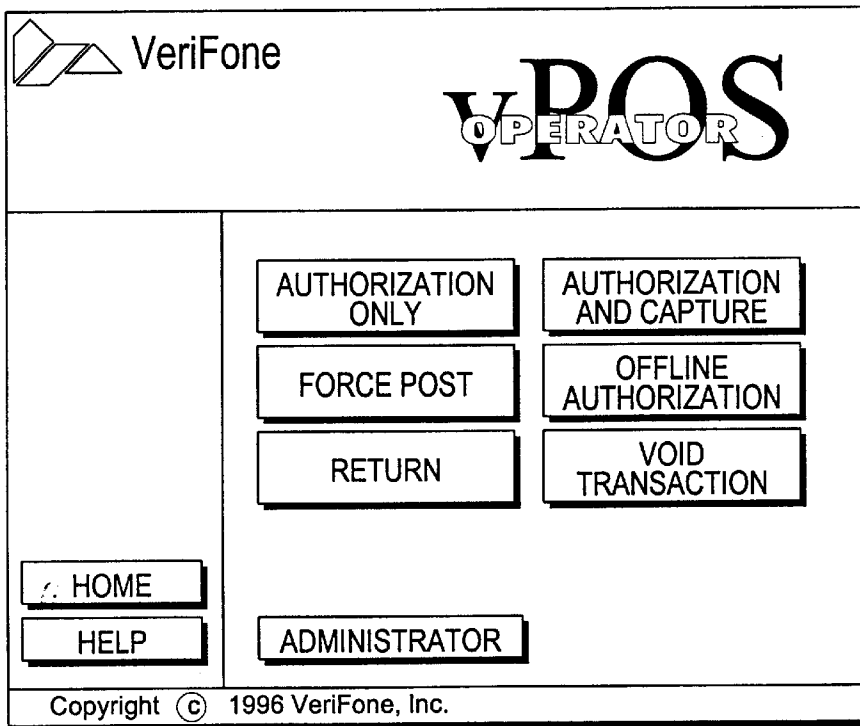 VeriFone
vPOS
OPERATOR
AUTHORIZATION
ONLY
AUTHORIZATION
AND CAPTURE
FORCE POST
OFFLINE
AUTHORIZATION
RETURN
VOID
TRANSACTION
HOME
HELP
ADMINISTRATOR
Copyright © 1996 VeriFone, Inc.